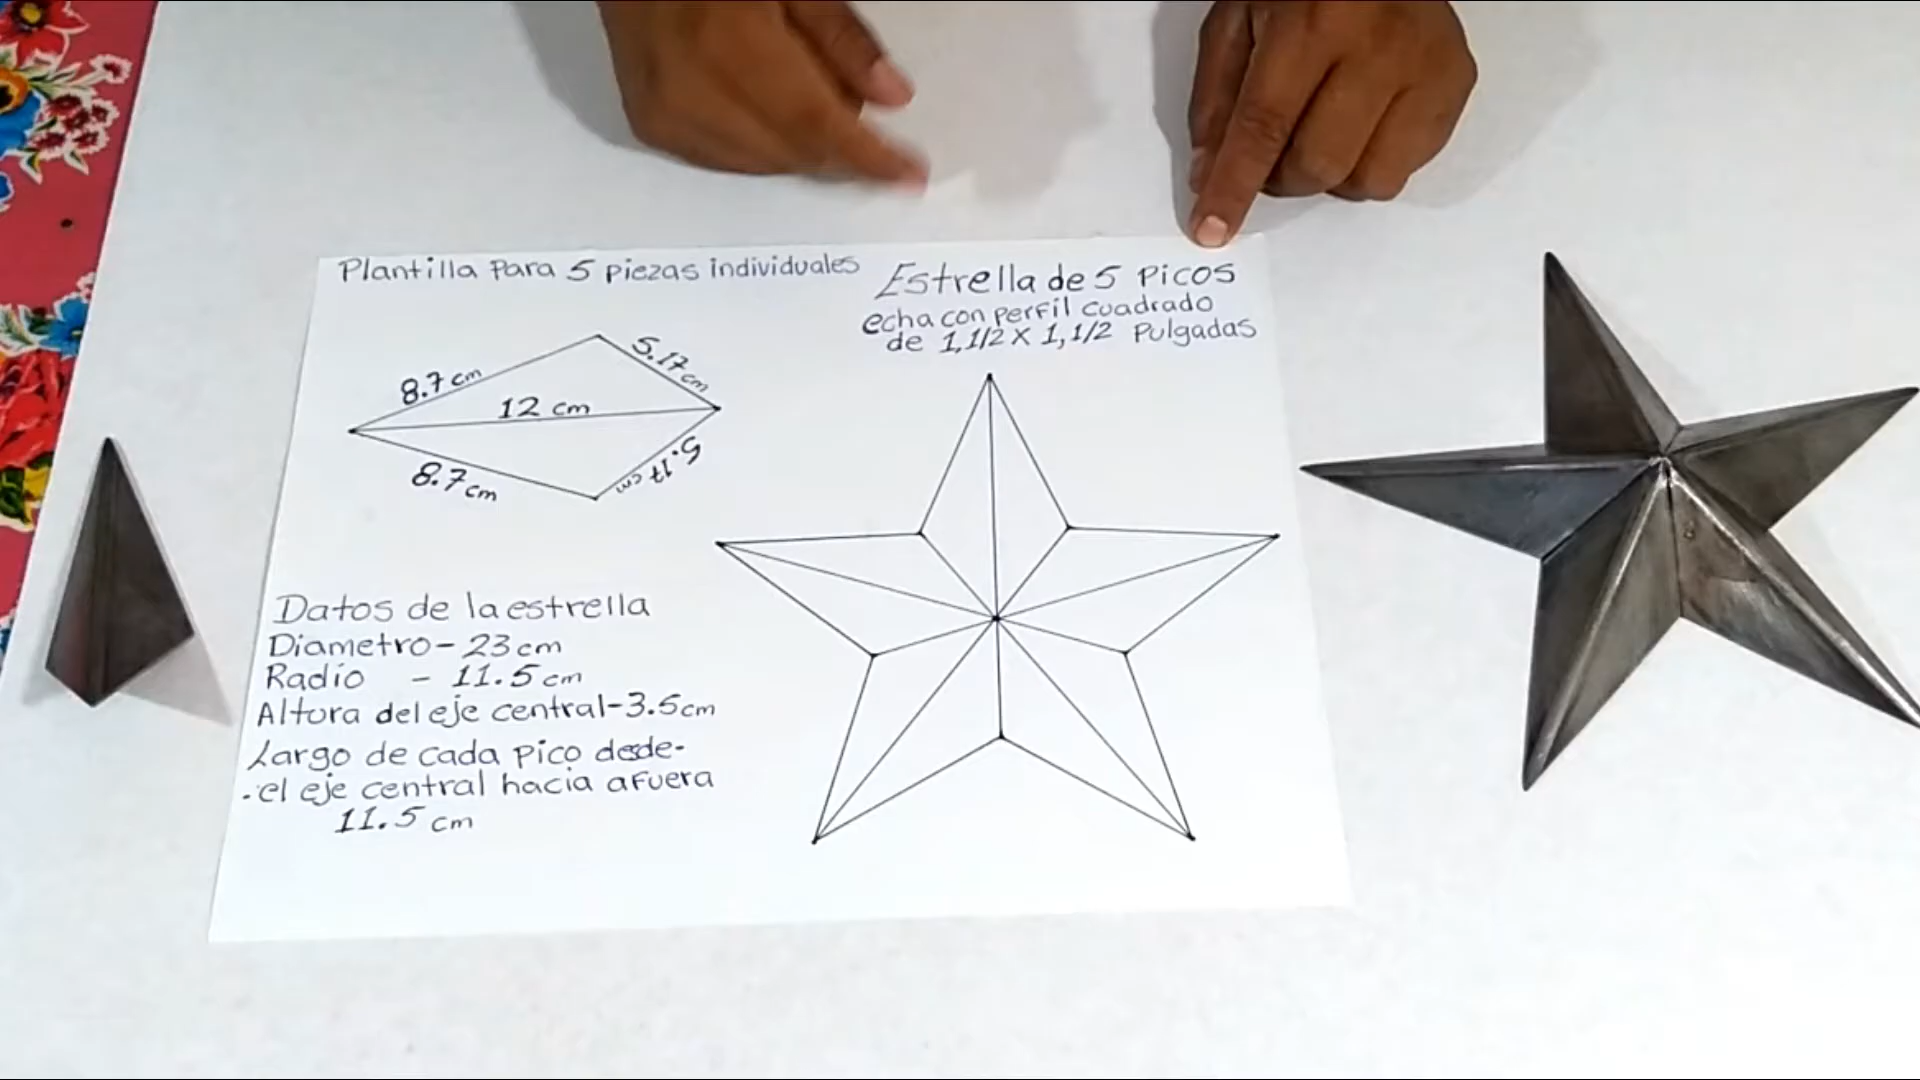 Plantilla Para 5 piezas individuales
8.7 cm
5.17 cm
12 cm
8.7 cm
5.17 cm
Estrella de 5 Picos
echa con perfil cuadrado
de 1,1/2 X 1,1/2 Pulgadas
Datos de la estrella
Diametro - 23 cm
Radio - 11.5 cm
Altura del eje central - 3.5 cm
Largo de cada pico desde-
-el eje central hacia afuera
11.5 cm